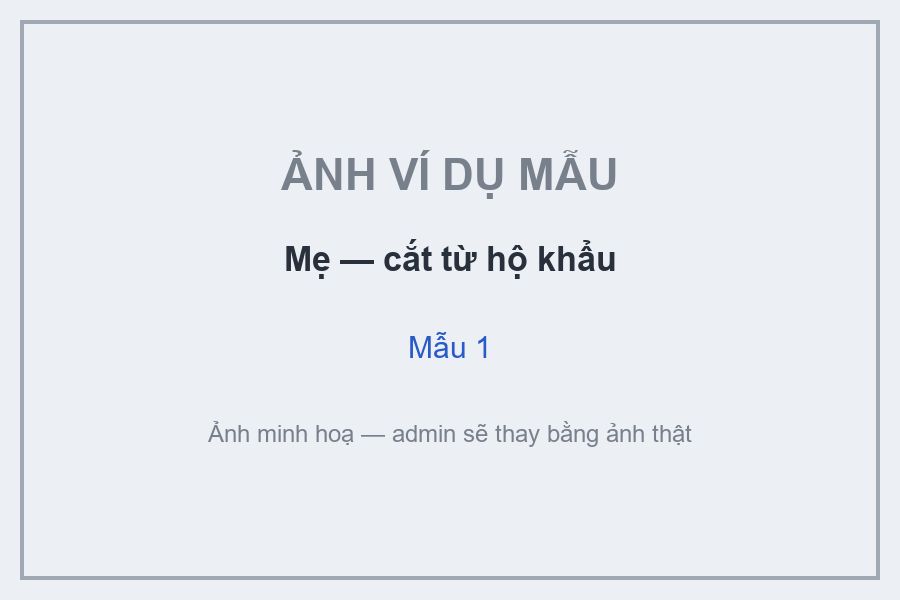 ẢNH VÍ DỤ MẪU
Mẹ — cắt từ hộ khẩu
Mẫu 1
Ảnh minh hoạ — admin sẽ thay bằng ảnh thật